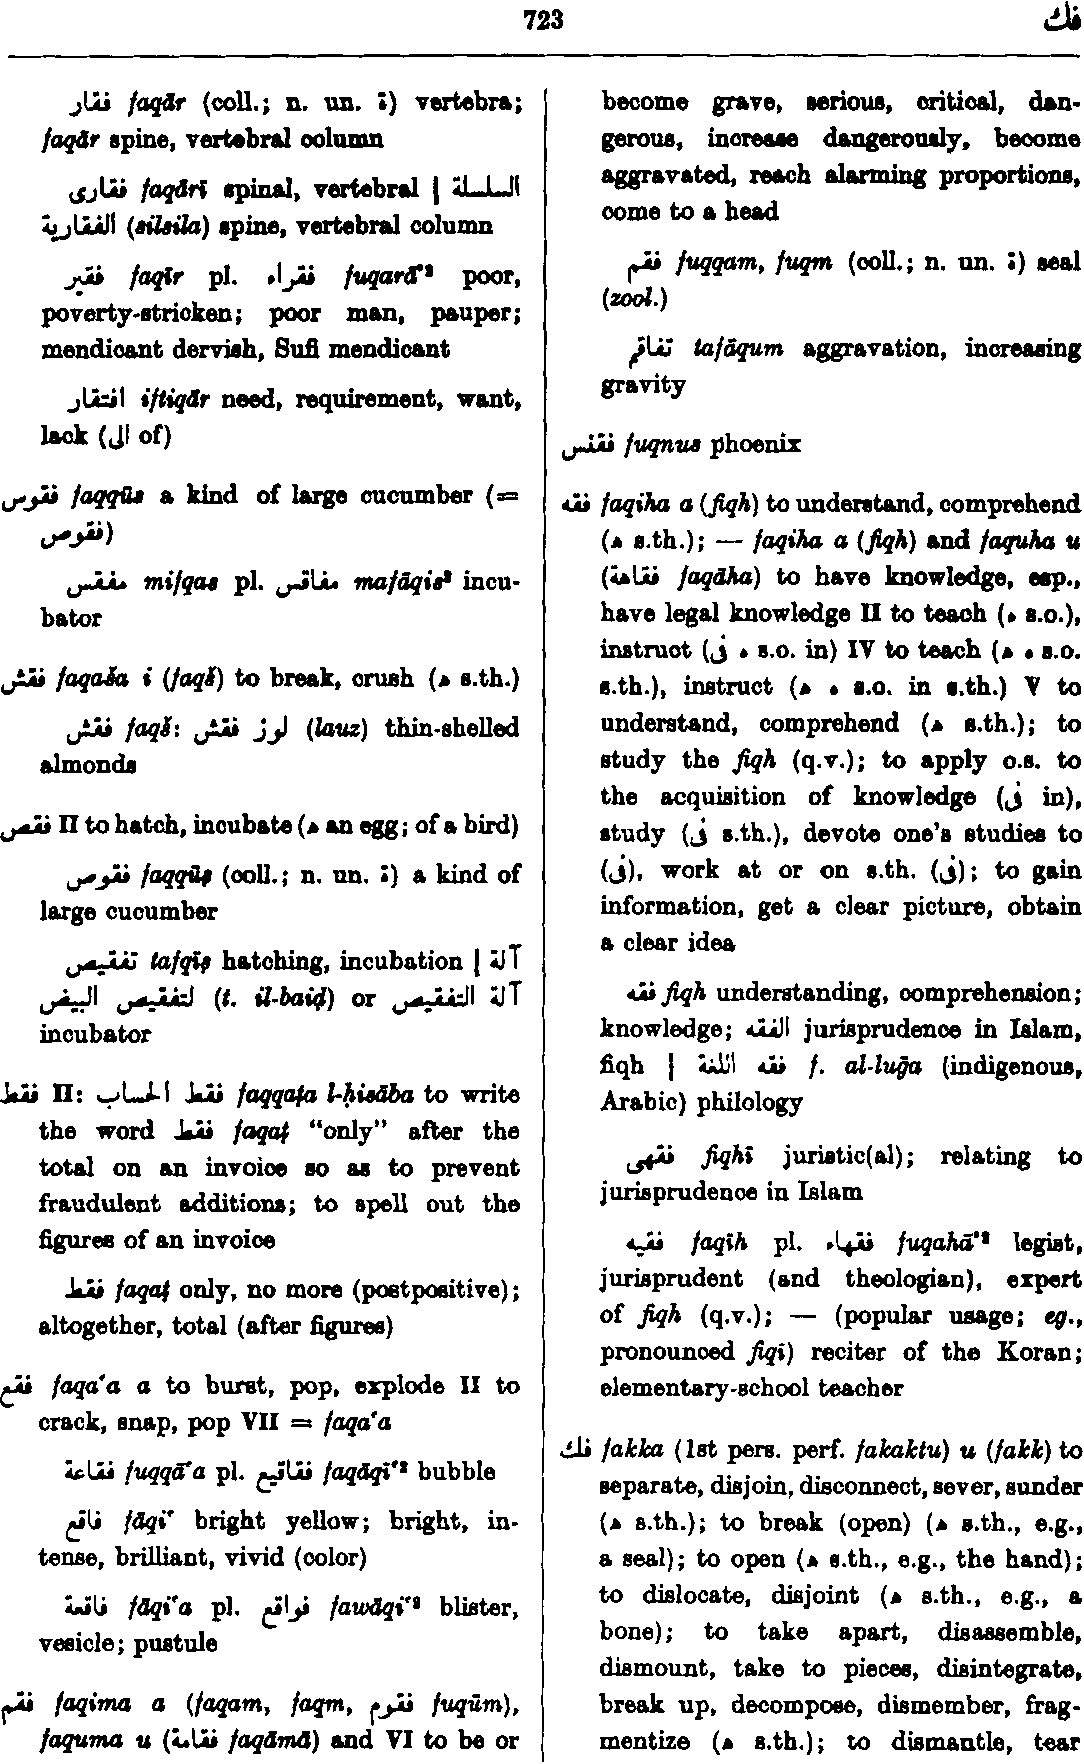 723
فك
فقار faqār (coll.; n. un. ة) vertebra;
faqār spine, vertebral column
فقارى faqārī spinal, vertebral | السلسلة
الفقارية (silsila) spine, vertebral column
فقير faqīr pl. فقراء fuqarā'² poor,
poverty-stricken; poor man, pauper;
mendicant dervish, Sufi mendicant
افتقار iftiqār need, requirement, want,
lack (الى of)
فقوس faqqūs a kind of large cucumber (=
فقوص)
مفقس mifqas pl. مفاقس mafāqis² incu-
bator
فقش faqaša i (faqš) to break, crush (ه s.th.)
فقش faqš: لوز فقش (lauz) thin-shelled
almonds
فقص II to hatch, incubate (ه an egg; of a bird)
فقوص faqqūṣ (coll.; n. un. ة) a kind of
large cucumber
تفقيص tafqīṣ hatching, incubation | آلة
لتفقيص البيض (t. il-baiḍ) or آلة التفقيص
incubator
فقط II: فقط الحساب faqqaṭa l-ḥisāba to write
the word فقط faqaṭ “only” after the
total on an invoice so as to prevent
fraudulent additions; to spell out the
figures of an invoice
فقط faqaṭ only, no more (postpositive);
altogether, total (after figures)
فقع faqa‘a a to burst, pop, explode II to
crack, snap, pop VII = faqa‘a
فقاعة fuqqā‘a pl. فقاقيع faqāqī‘² bubble
فاقع fāqi‘ bright yellow; bright, in-
tense, brilliant, vivid (color)
فاقعة fāqi‘a pl. فواقع fawāqi‘² blister,
vesicle; pustule
فقم faqima a (faqam, faqm, فقوم fuqūm),
faquma u (فقامة faqāma) and VI to be or
become grave, serious, critical, dan-
gerous, increase dangerously, become
aggravated, reach alarming proportions,
come to a head
فقم fuqqam, fuqm (coll.; n. un. ة) seal
(zool.)
تفاقم tafāqum aggravation, increasing
gravity
فقنس fuqnus phoenix
فقه faqiha a (fiqh) to understand, comprehend
(ه s.th.); — faqiha a (fiqh) and faquha u
(فقاهة faqāha) to have knowledge, esp.,
have legal knowledge II to teach (ه s.o.),
instruct (ه فى s.o. in) IV to teach (ه ه s.o.
s.th.), instruct (ه ه s.o. in s.th.) V to
understand, comprehend (ه s.th.); to
study the fiqh (q.v.); to apply o.s. to
the acquisition of knowledge (فى in),
study (فى s.th.), devote one’s studies to
(فى), work at or on s.th. (فى); to gain
information, get a clear picture, obtain
a clear idea
فقه fiqh understanding, comprehension;
knowledge; الفقه jurisprudence in Islam,
fiqh | فقه اللغة f. al-luḡa (indigenous,
Arabic) philology
فقهى fiqhī juristic(al); relating to
jurisprudence in Islam
فقيه faqīh pl. فقهاء fuqahā'² legist,
jurisprudent (and theologian), expert
of fiqh (q.v.); — (popular usage; eg.,
pronounced fiqī) reciter of the Koran;
elementary-school teacher
فك fakka (1st pers. perf. fakaktu) u (fakk) to
separate, disjoin, disconnect, sever, sunder
(ه s.th.); to break (open) (ه s.th., e.g.,
a seal); to open (ه s.th., e.g., the hand);
to dislocate, disjoint (ه s.th., e.g., a
bone); to take apart, disassemble,
dismount, take to pieces, disintegrate,
break up, decompose, dismember, frag-
mentize (ه s.th.); to dismantle, tear